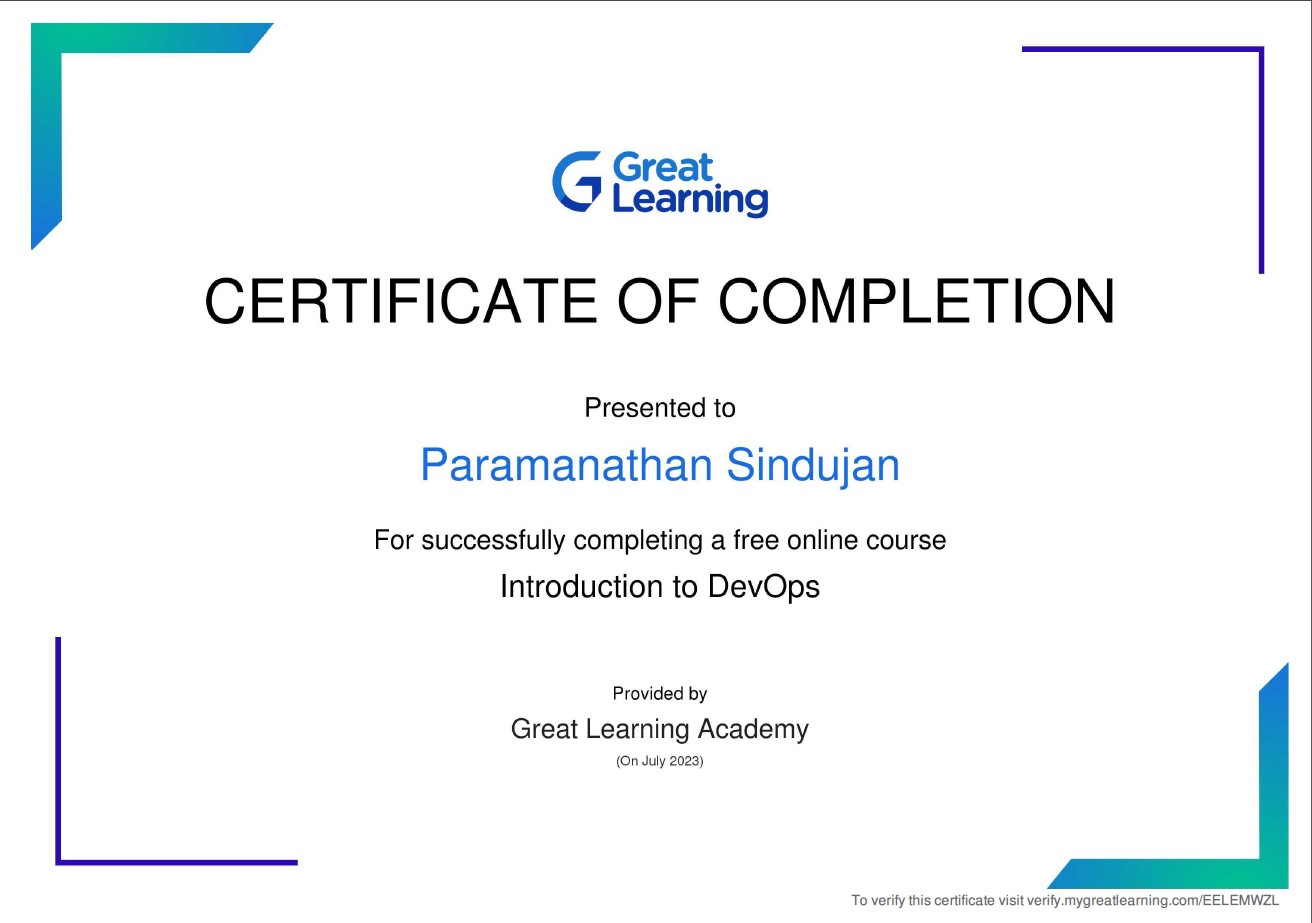 Great
Learning
CERTIFICATE OF COMPLETION
Presented to
Paramanathan Sindujan
For successfully completing a free online course
Introduction to DevOps
Provided by
Great Learning Academy
(On July 2023)
To verify this certificate visit verify.mygreatlearning.com/EELEMWZL